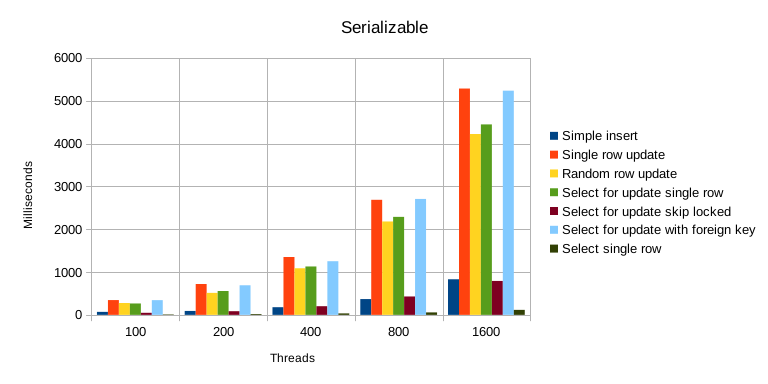 Serializable
6000
5000
4000
3000
2000
1000
0
Milliseconds
100 200 400 800 1600
Threads
Simple insert
Single row update
Random row update
Select for update single row
Select for update skip locked
Select for update with foreign key
Select single row